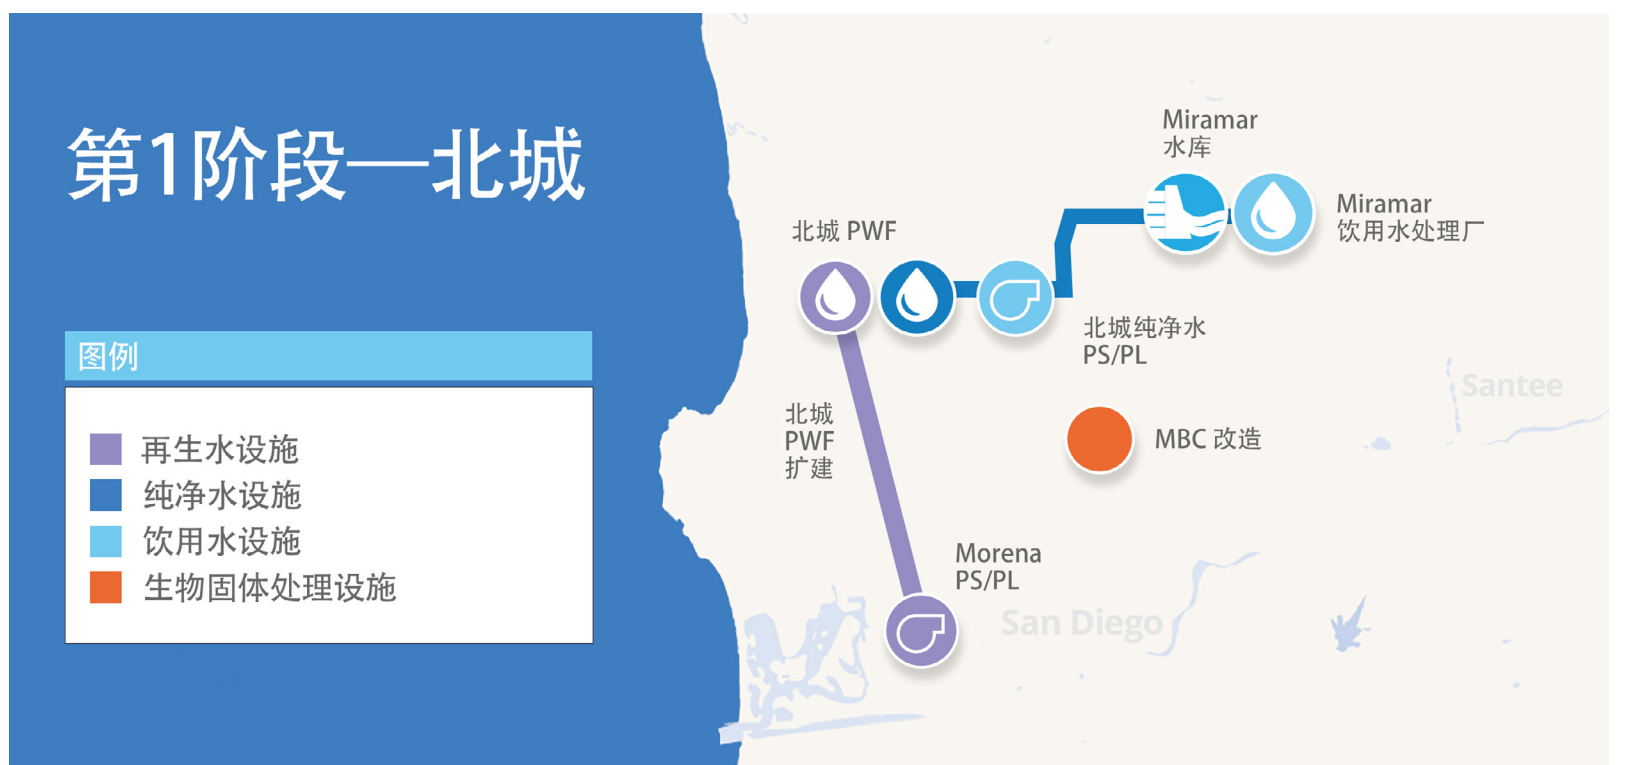 第1阶段—北城
图例
再生水设施
纯净水设施
饮用水设施
生物固体处理设施
Miramar
水库
Miramar
饮用水处理厂
北城 PWF
北城纯净水
PS/PL
Santee
北城
PWF
扩建
MBC 改造
Morena
PS/PL
San Diego